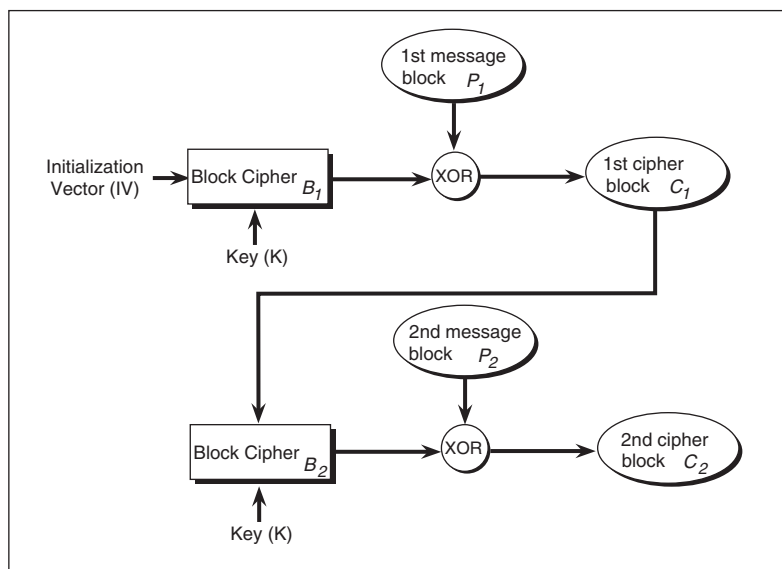 1st message
block P1
Initialization
Vector (IV)
Block Cipher B1
XOR
1st cipher
block C1
Key (K)
2nd message
block P2
Block Cipher B2
XOR
2nd cipher
block C2
Key (K)